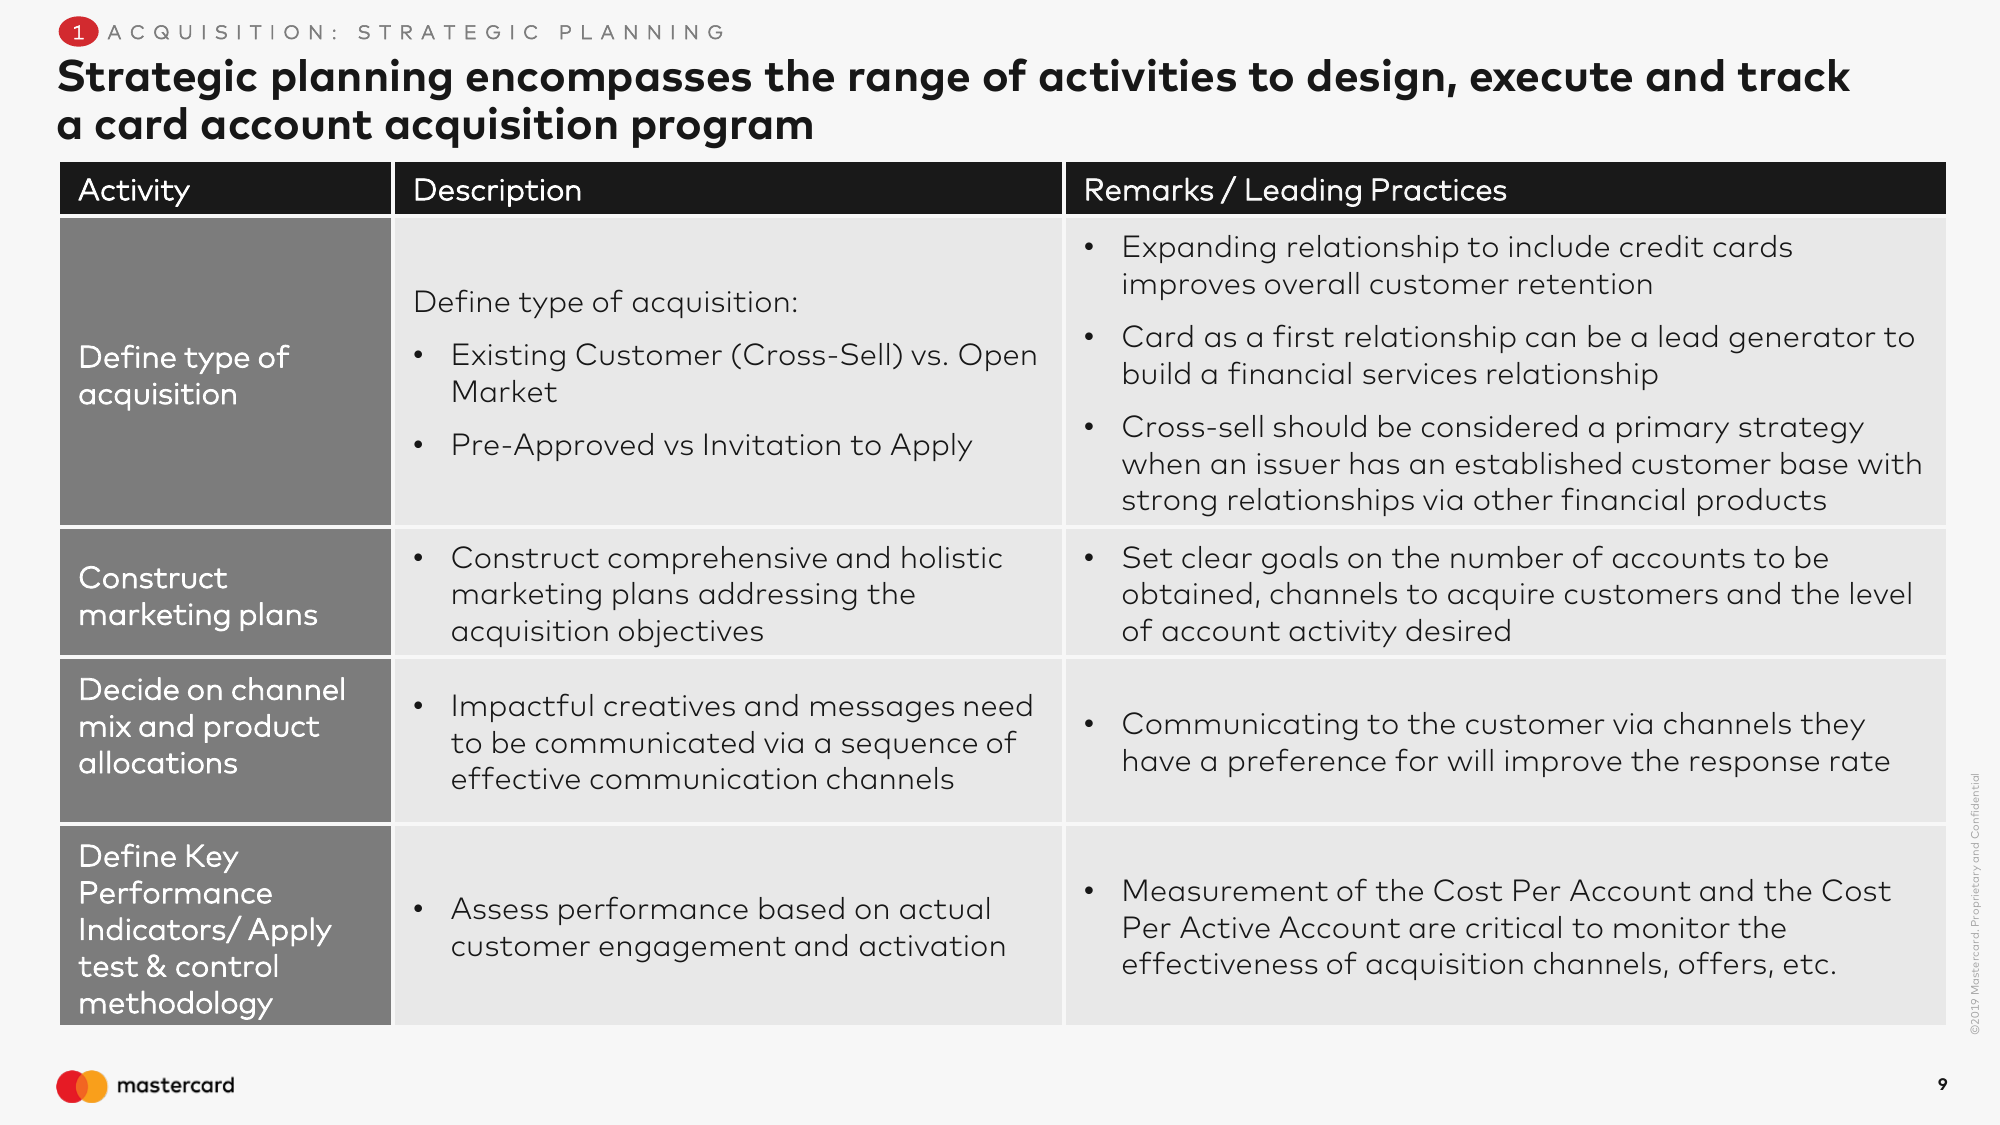 1 ACQUISITION: STRATEGIC PLANNING
Strategic planning encompasses the range of activities to design, execute and track
a card account acquisition program
Activity
Description
Remarks / Leading Practices
Define type of
acquisition
Define type of acquisition:
• Existing Customer (Cross-Sell) vs. Open
Market
• Pre-Approved vs Invitation to Apply
• Expanding relationship to include credit cards
improves overall customer retention
• Card as a first relationship can be a lead generator to
build a financial services relationship
• Cross-sell should be considered a primary strategy
when an issuer has an established customer base with
strong relationships via other financial products
Construct
marketing plans
• Construct comprehensive and holistic
marketing plans addressing the
acquisition objectives
• Set clear goals on the number of accounts to be
obtained, channels to acquire customers and the level
of account activity desired
Decide on channel
mix and product
allocations
• Impactful creatives and messages need
to be communicated via a sequence of
effective communication channels
• Communicating to the customer via channels they
have a preference for will improve the response rate
Define Key
Performance
Indicators/ Apply
test & control
methodology
• Assess performance based on actual
customer engagement and activation
• Measurement of the Cost Per Account and the Cost
Per Active Account are critical to monitor the
effectiveness of acquisition channels, offers, etc.
©2019 Mastercard. Proprietary and Confidential
mastercard
9